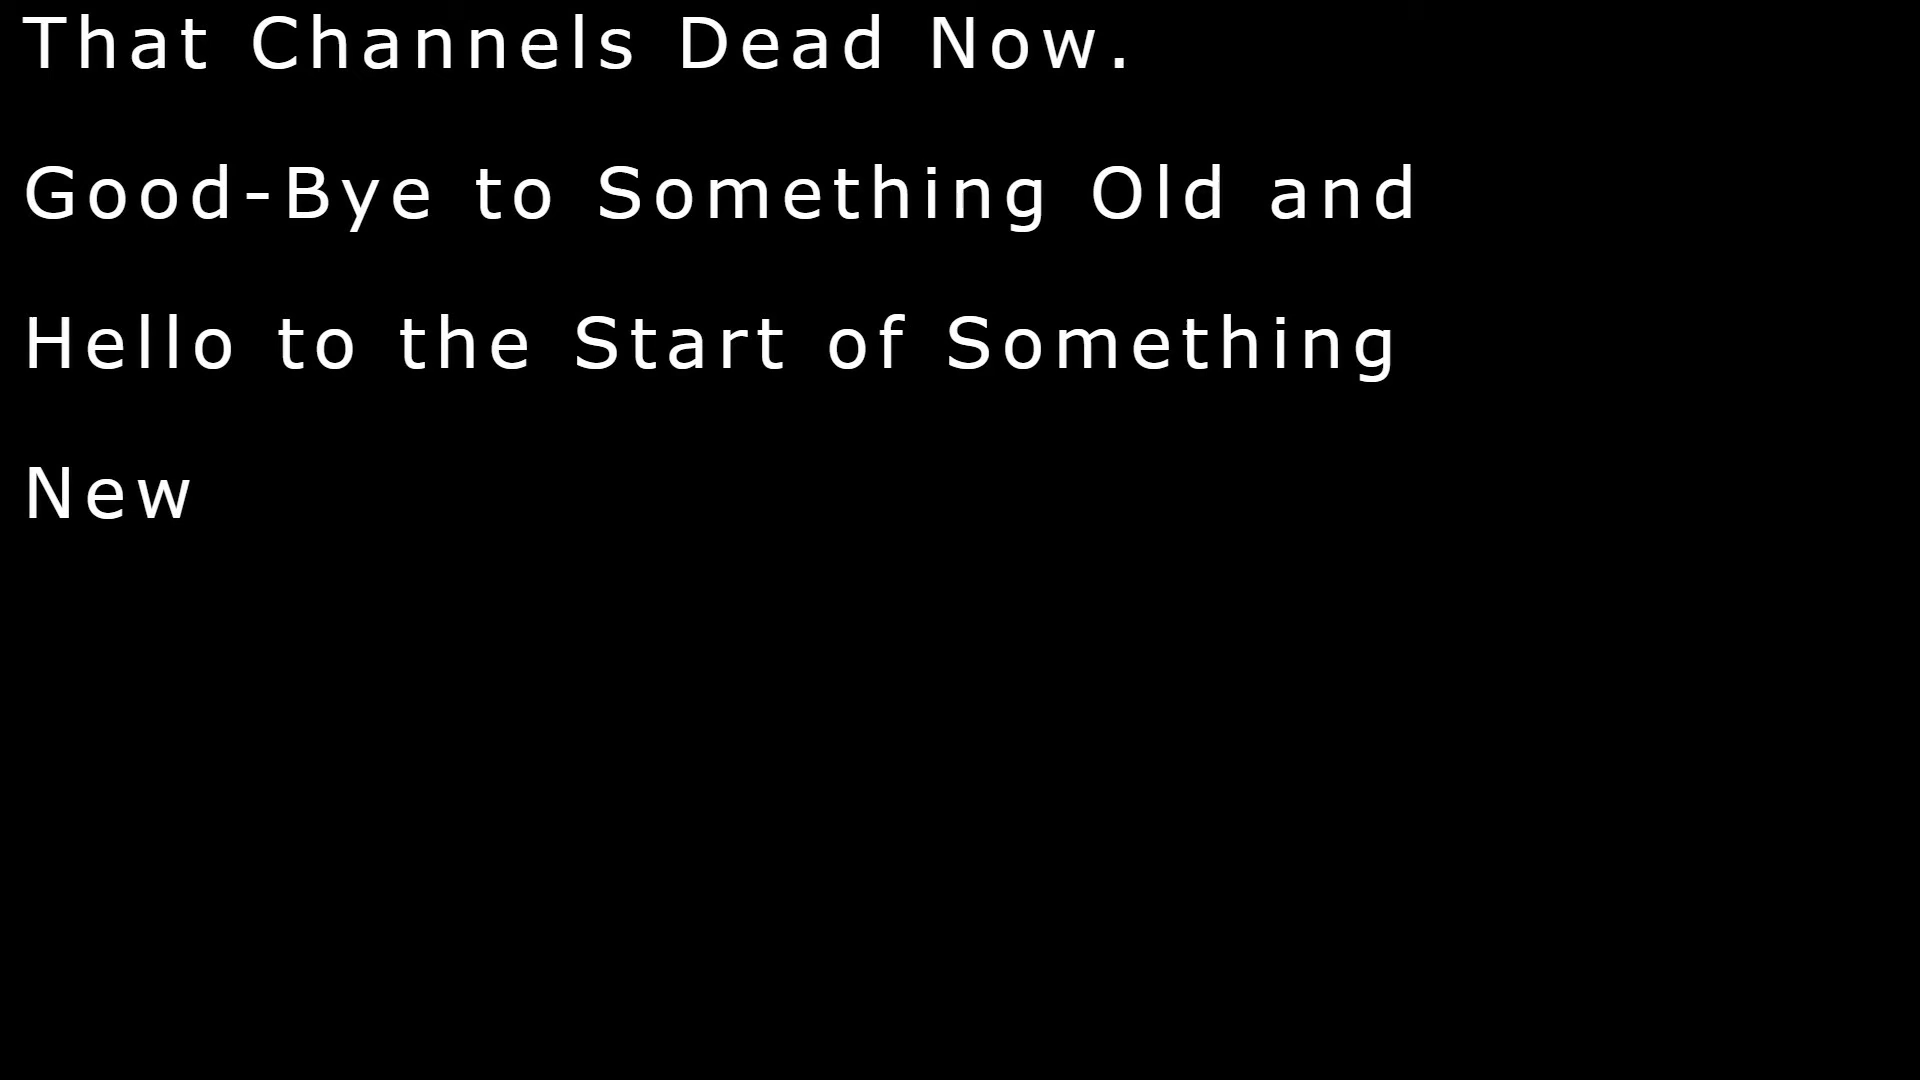 That Channels Dead Now.
Good-Bye to Something Old and
Hello to the Start of Something
New